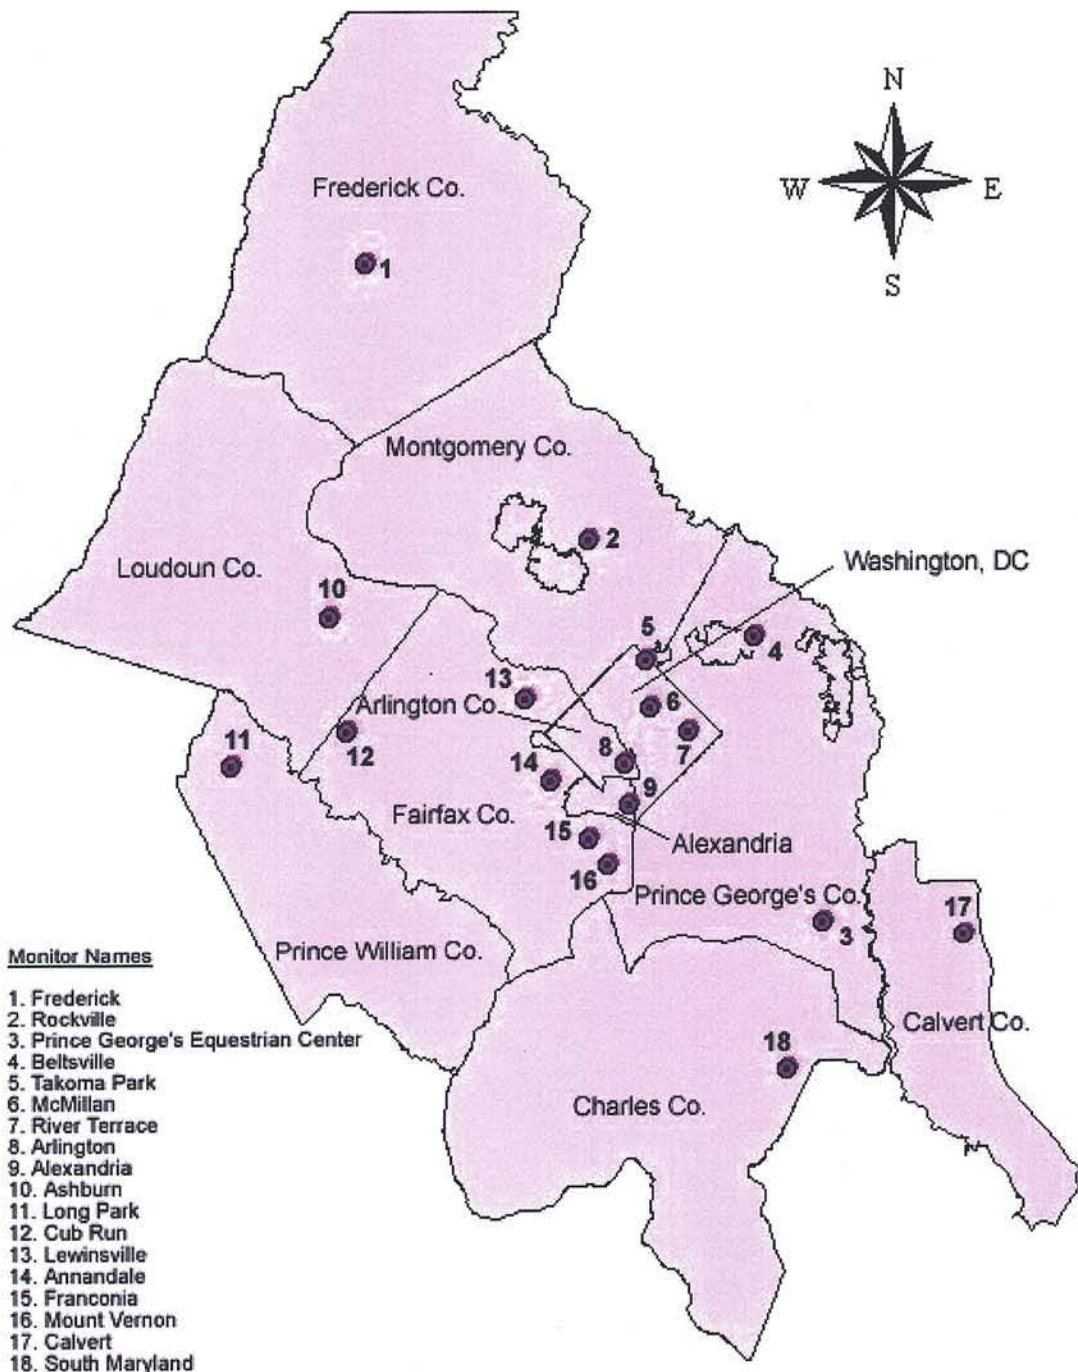 N
W E
S
Frederick Co.
1
Montgomery Co.
2
Loudoun Co.
10
Washington, DC
5
4
13
6
Arlington Co.
7
11
12
8
14
9
Fairfax Co.
15
Alexandria
16
Prince George's Co.
3
17
Prince William Co.
Calvert Co.
18
Charles Co.
Monitor Names
1. Frederick
2. Rockville
3. Prince George's Equestrian Center
4. Beltsville
5. Takoma Park
6. McMillan
7. River Terrace
8. Arlington
9. Alexandria
10. Ashburn
11. Long Park
12. Cub Run
13. Lewinsville
14. Annandale
15. Franconia
16. Mount Vernon
17. Calvert
18. South Maryland